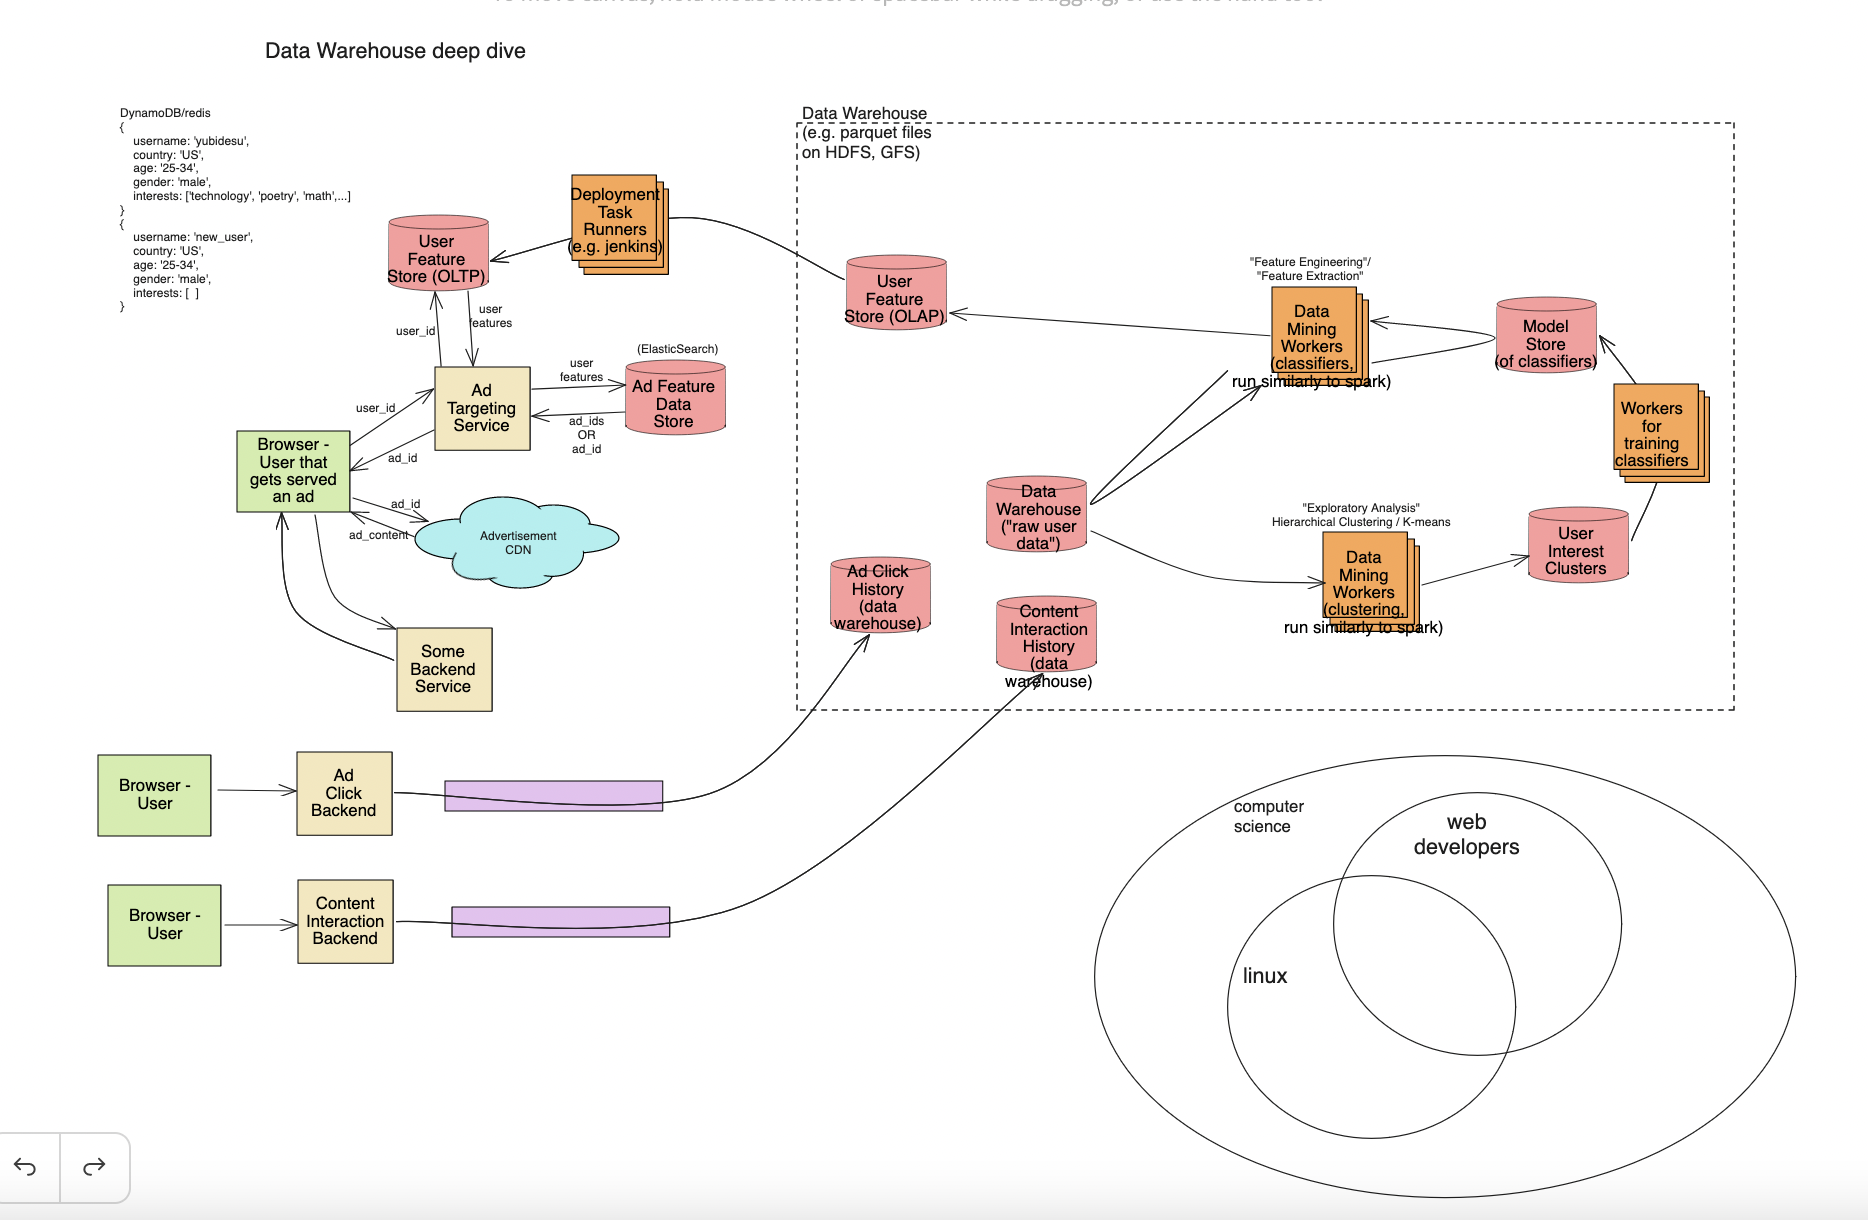 Data Warehouse deep dive
DynamoDB/redis
{
username: 'yubidesu',
country: 'US',
age: '25-34',
gender: 'male',
interests: ['technology', 'poetry', 'math',...]
}
{
username: 'new_user',
country: 'US',
age: '25-34',
gender: 'male',
interests: [  ]
}
User
Feature
Store (OLTP)
Deployment
Task
Runners
(e.g. jenkins)
user_id
user
features
Ad
Targeting
Service
user
features
(ElasticSearch)
Ad Feature
Data
Store
ad_ids
OR
ad_id
user_id
ad_id
Browser -
User that
gets served
an ad
ad_id
ad_content
Advertisement
CDN
Some
Backend
Service
Browser -
User
Ad
Click
Backend
Browser -
User
Content
Interaction
Backend
Data Warehouse
(e.g. parquet files
on HDFS, GFS)
User
Feature
Store (OLAP)
"Feature Engineering"/
"Feature Extraction"
Data
Mining
Workers
(classifiers,
run similarly to spark)
Model
Store
(of classifiers)
Workers
for
training
classifiers
Data
Warehouse
("raw user
data")
"Exploratory Analysis"
Hierarchical Clustering / K-means
Data
Mining
Workers
(clustering,
run similarly to spark)
User
Interest
Clusters
Ad Click
History
(data
warehouse)
Content
Interaction
History
(data
warehouse)
computer
science
web
developers
linux